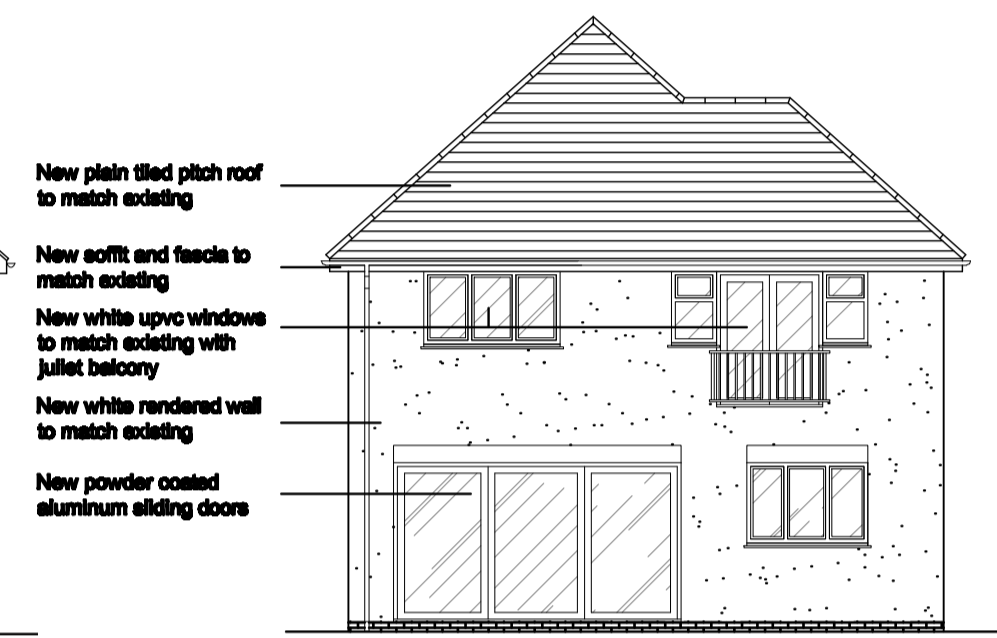 New plain tiled pitch roof
to match existing
New soffit and fascia to
match existing
New white upvc windows
to match existing with
juliet balcony
New white rendered wall
to match existing
New powder coated
aluminum sliding doors